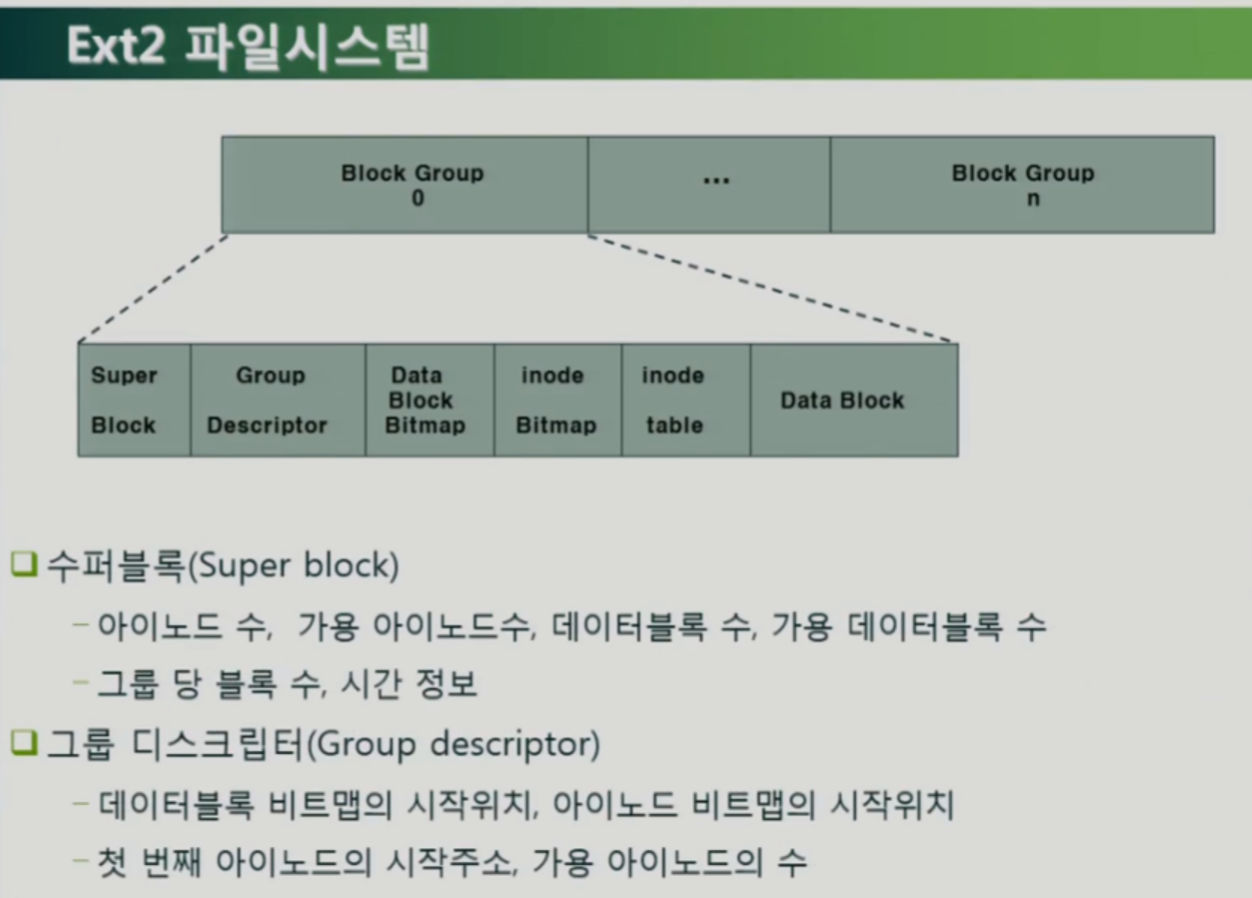 Ext2 파일시스템
Block Group
0
...
Block Group
n
Super
Block
Group
Descriptor
Data
Block
Bitmap
inode
Bitmap
inode
table
Data Block
수퍼블록(Super block)
– 아이노드 수, 가용 아이노드수, 데이터블록 수, 가용 데이터블록 수
– 그룹 당 블록 수, 시간 정보
그룹 디스크립터(Group descriptor)
– 데이터블록 비트맵의 시작위치, 아이노드 비트맵의 시작위치
– 첫 번째 아이노드의 시작주소, 가용 아이노드의 수